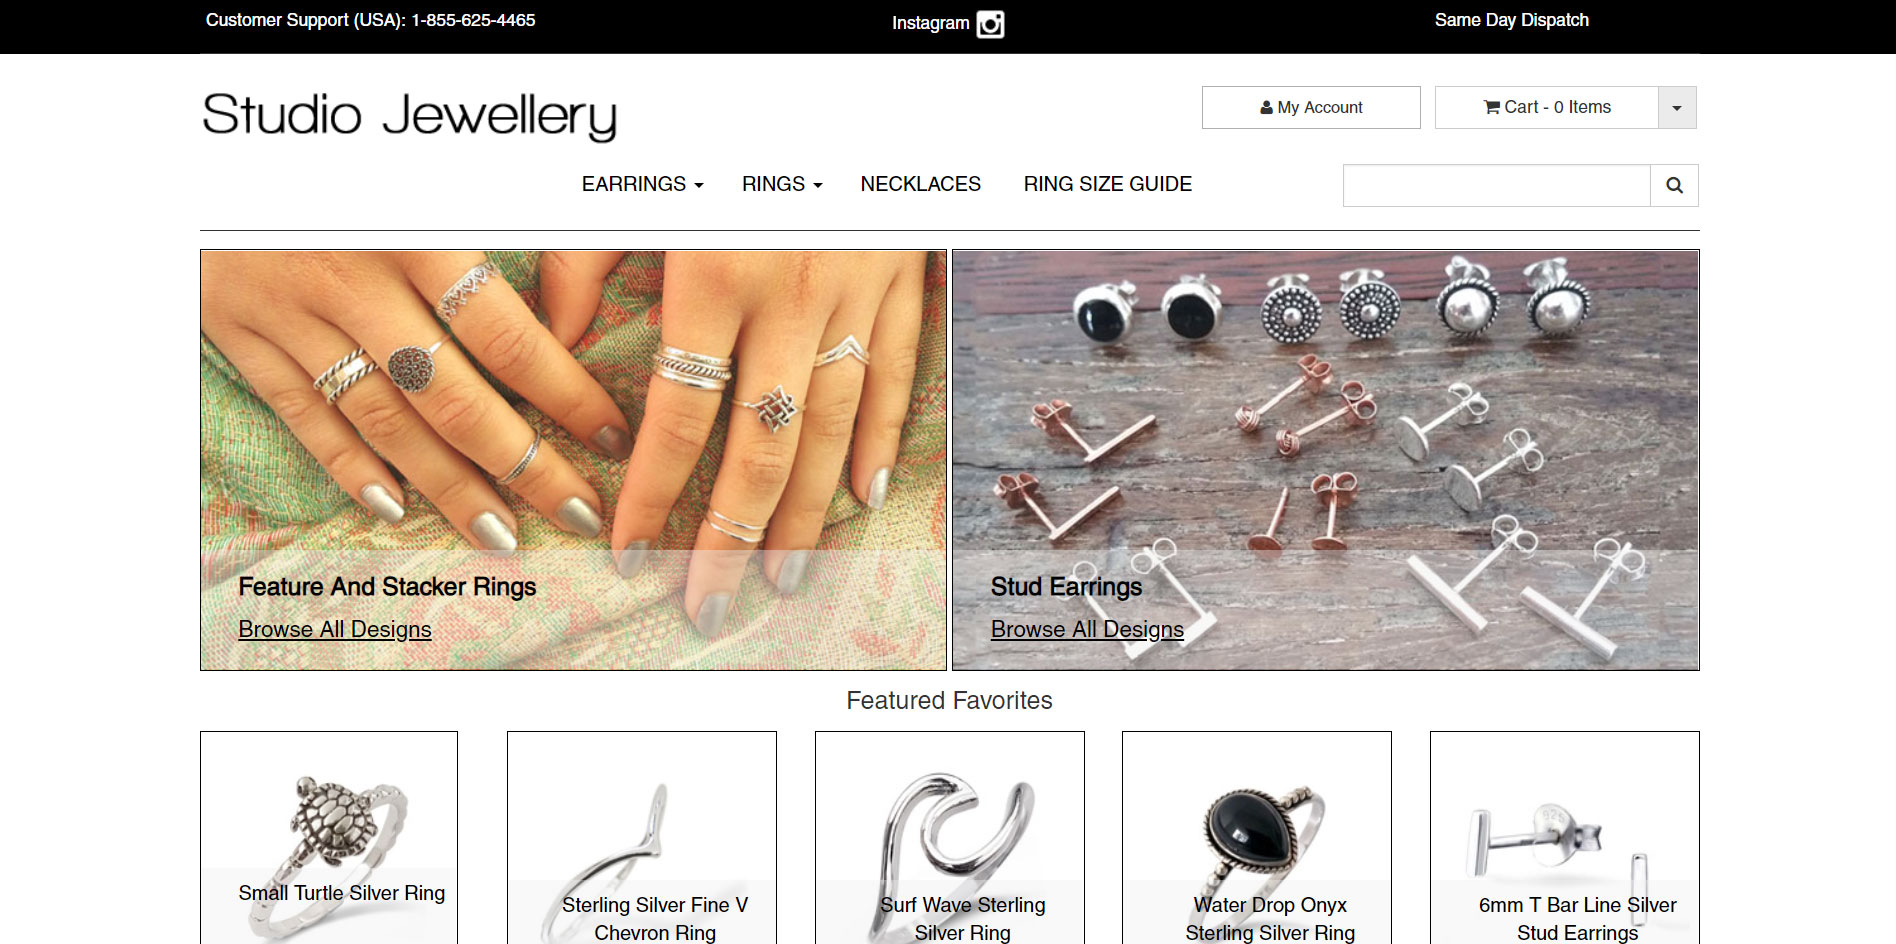 Customer Support (USA): 1-855-625-4465
Instagram
Same Day Dispatch
Studio Jewellery
My Account
Cart - 0 Items
EARRINGS
RINGS
NECKLACES
RING SIZE GUIDE
Feature And Stacker Rings
Browse All Designs
Stud Earrings
Browse All Designs
Featured Favorites
Small Turtle Silver Ring
Sterling Silver Fine V
Chevron Ring
Surf Wave Sterling
Silver Ring
Water Drop Onyx
Sterling Silver Ring
925
6mm T Bar Line Silver
Stud Earrings